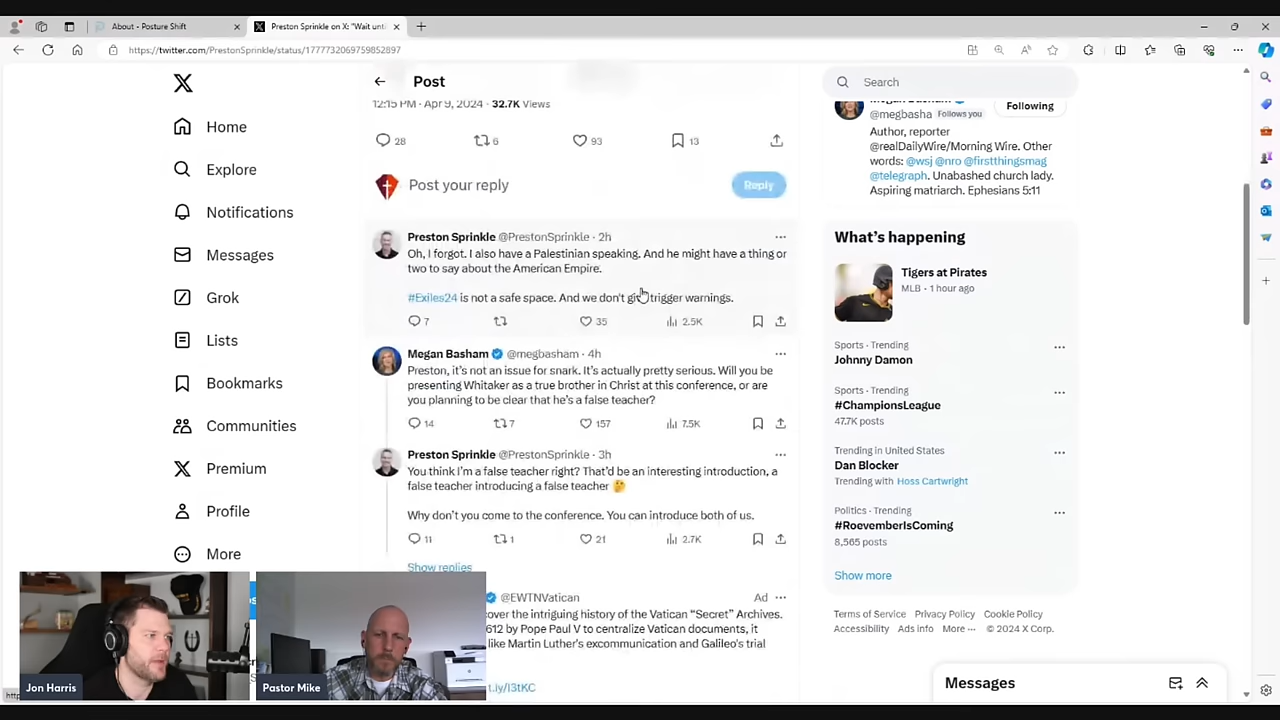 About - Posture Shift
Preston Sprinkle on X: "Wait until
https://twitter.com/PrestonSprinkle/status/1777732069759852897
Post
Search
12:15 PM · Apr 9, 2024 · 32.7K Views
28
6
93
13
Post your reply
Reply
Home
Explore
Notifications
Messages
Grok
Lists
Bookmarks
Communities
Premium
Profile
More
Preston Sprinkle @PrestonSprinkle · 2h
Oh, I forgot. I also have a Palestinian speaking. And he might have a thing or
two to say about the American Empire.
#Exiles24 is not a safe space. And we don't give trigger warnings.
7
35
2.5K
Megan Basham @megbasham · 4h
Preston, it's not an issue for snark. It's actually pretty serious. Will you be
presenting Whitaker as a true brother in Christ at this conference, or are
you planning to be clear that he's a false teacher?
14
7
157
7.5K
Preston Sprinkle @PrestonSprinkle · 3h
You think I'm a false teacher right? That'd be an interesting introduction, a
false teacher introducing a false teacher 🤔
Why don't you come to the conference. You can introduce both of us.
11
1
21
2.7K
Show replies
@EWTNVatican
Ad
cover the intriguing history of the Vatican "Secret" Archives.
612 by Pope Paul V to centralize Vatican documents, it
like Martin Luther's excommunication and Galileo's trial
t.ly/I3tKC
Megan Basham
@megbasha Follows you
Following
Author, reporter
@realDailyWire/Morning Wire. Other
words: @wsj @nro @firstthingsmag
@telegraph. Unabashed church lady.
Aspiring matriarch. Ephesians 5:11
What's happening
Tigers at Pirates
MLB · 1 hour ago
Sports · Trending
Johnny Damon
Sports · Trending
#ChampionsLeague
47.7K posts
Trending in United States
Dan Blocker
Trending with Hoss Cartwright
Politics · Trending
#RoevemberIsComing
8,565 posts
Show more
Terms of Service Privacy Policy Cookie Policy
Accessibility Ads info More ··· © 2024 X Corp.
Messages
Jon Harris
Pastor Mike